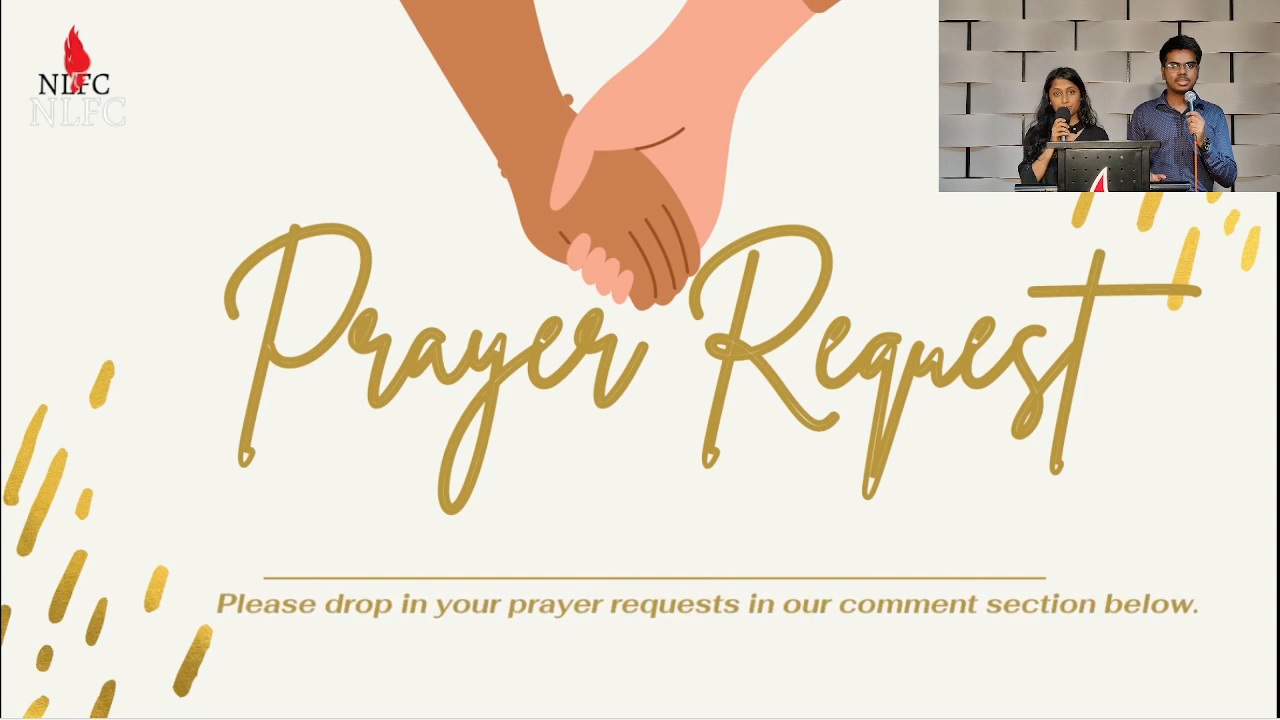 NLFC
NLFC
Prayer Request
Please drop in your prayer requests in our comment section below.